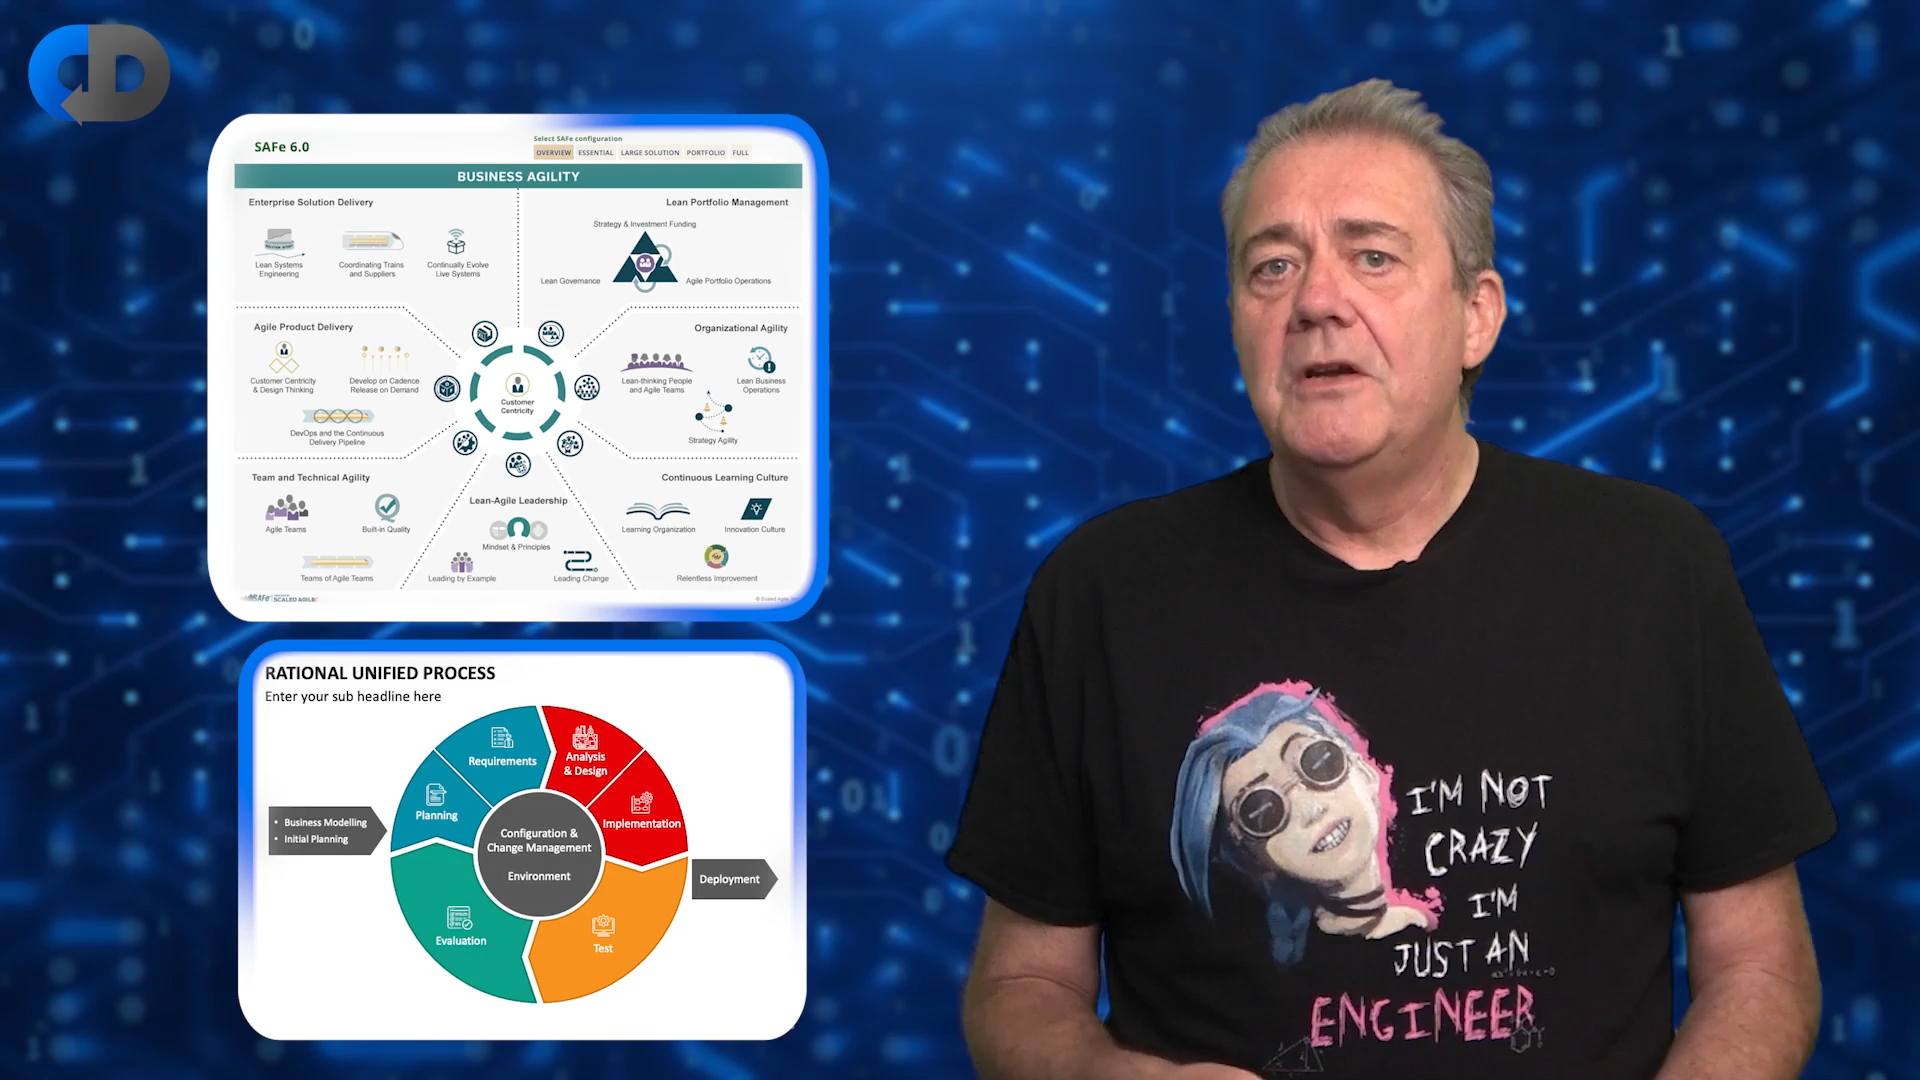 SAFe 6.0
Select SAFe configuration
OVERVIEW ESSENTIAL LARGE SOLUTION PORTFOLIO FULL
BUSINESS AGILITY
Enterprise Solution Delivery
Lean Systems
Engineering
Coordinating Trains
and Suppliers
Continually Evolve
Live Systems
Lean Portfolio Management
Strategy & Investment Funding
Lean Governance
Agile Portfolio Operations
Agile Product Delivery
Customer Centricity
& Design Thinking
Develop on Cadence
Release on Demand
DevOps and the Continuous
Delivery Pipeline
Customer
Centricity
Organizational Agility
Lean-thinking People
and Agile Teams
Lean Business
Operations
Strategy Agility
Team and Technical Agility
Agile Teams
Built-in Quality
Teams of Agile Teams
Lean-Agile Leadership
Mindset & Principles
Leading by Example
Leading Change
Continuous Learning Culture
Learning Organization
Innovation Culture
Relentless Improvement
SAFe
SCALED AGILE
© Scaled Agile
RATIONAL UNIFIED PROCESS
Enter your sub headline here
• Business Modelling
• Initial Planning
Planning
Requirements
Analysis
& Design
Implementation
Configuration &
Change Management
Environment
Evaluation
Test
Deployment
I'M NOT
CRAZY
I'M
JUST AN
ENGINEER